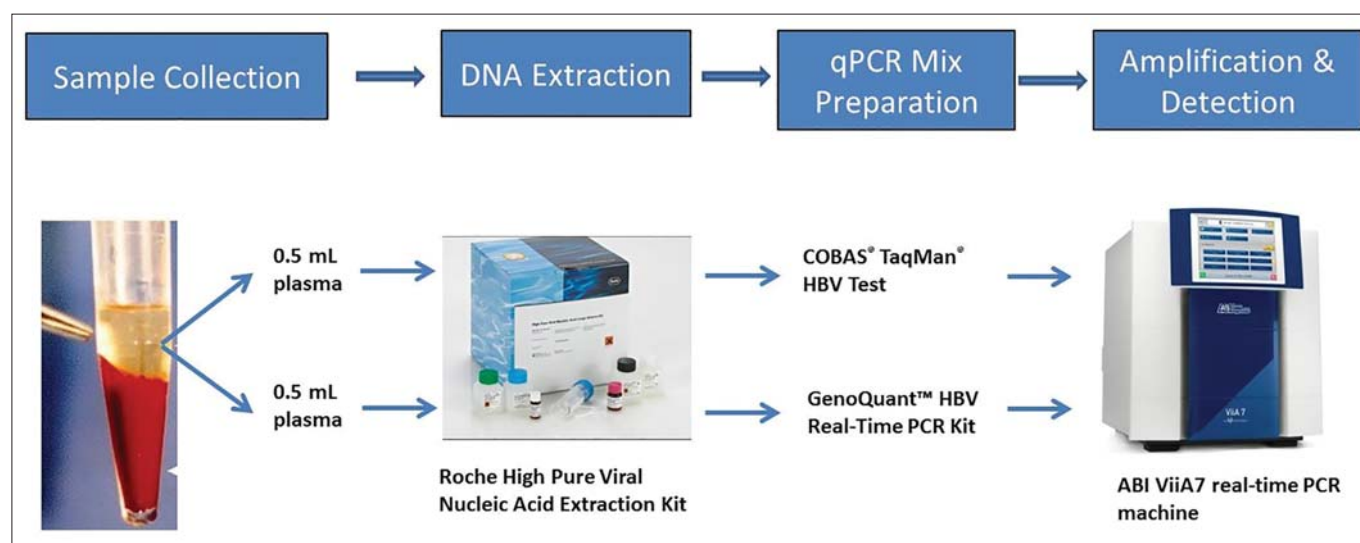 Sample Collection
DNA Extraction
qPCR Mix
Preparation
Amplification &
Detection
0.5 mL
plasma
COBAS® TaqMan®
HBV Test
0.5 mL
plasma
GenoQuant™ HBV
Real-Time PCR Kit
Roche High Pure Viral
Nucleic Acid Extraction Kit
ViiA 7
ABI ViiA7 real-time PCR
machine